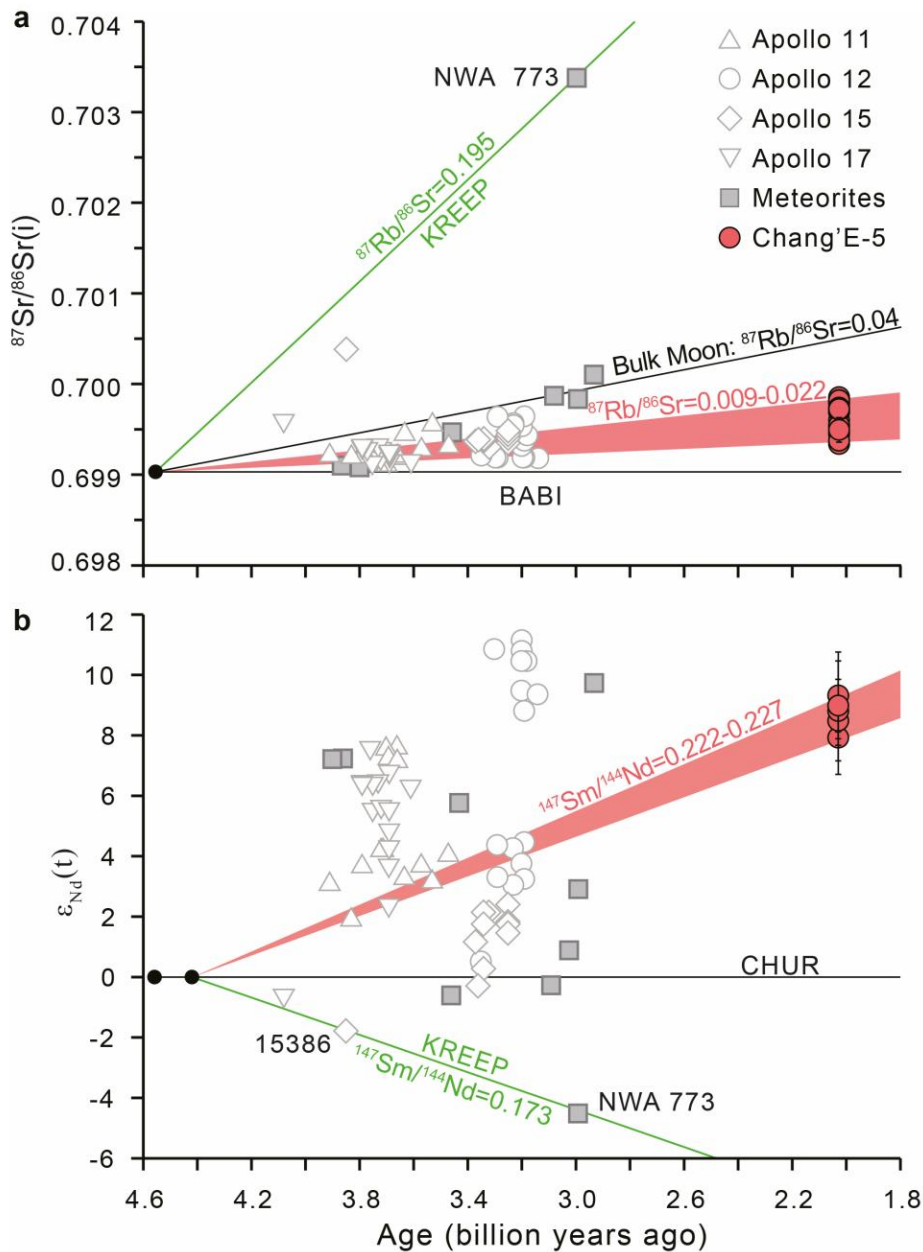 a
0.704
0.703
0.702
0.701
0.700
0.699
0.698
⁸⁷Sr/⁸⁶Sr(i)
NWA 773
⁸⁷Rb/⁸⁶Sr=0.195
KREEP
Apollo 11
Apollo 12
Apollo 15
Apollo 17
Meteorites
Chang'E-5
Bulk Moon: ⁸⁷Rb/⁸⁶Sr=0.04
⁸⁷Rb/⁸⁶Sr=0.009-0.022
BABI
b
12
10
8
6
4
2
0
-2
-4
-6
εNd(t)
¹⁴⁷Sm/¹⁴⁴Nd=0.222-0.227
CHUR
15386
KREEP
¹⁴⁷Sm/¹⁴⁴Nd=0.173
NWA 773
4.6 3.8 3.4 3.0 2.6 2.2 1.8
Age (billion years ago)